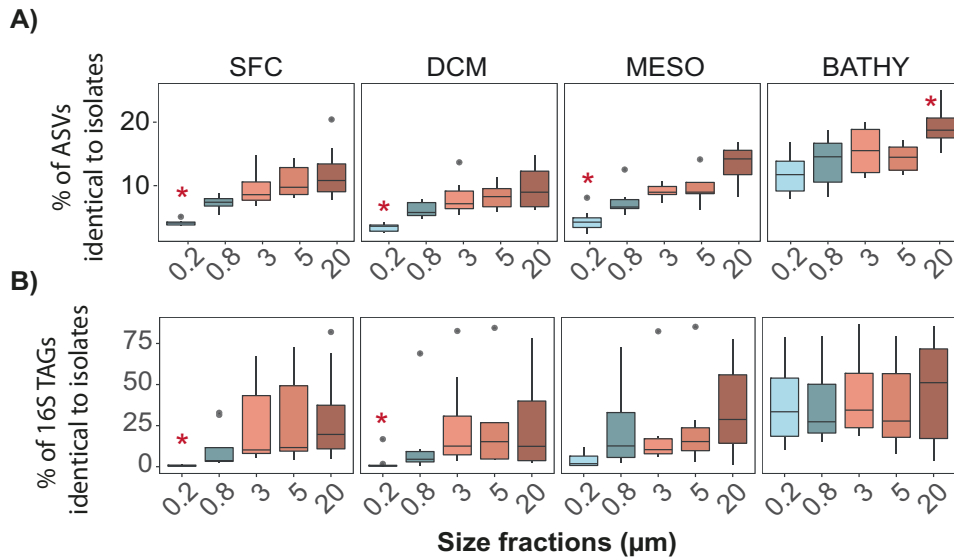 A)
SFC DCM MESO BATHY
% of ASVs
identical to isolates
20
10
* * * *
0.2 0.8 3 5 20 0.2 0.8 3 5 20 0.2 0.8 3 5 20 0.2 0.8 3 5 20
B)
% of 16S TAGs
identical to isolates
75
50
25
0
* *
0.2 0.8 3 5 20 0.2 0.8 3 5 20 0.2 0.8 3 5 20 0.2 0.8 3 5 20
Size fractions (µm)